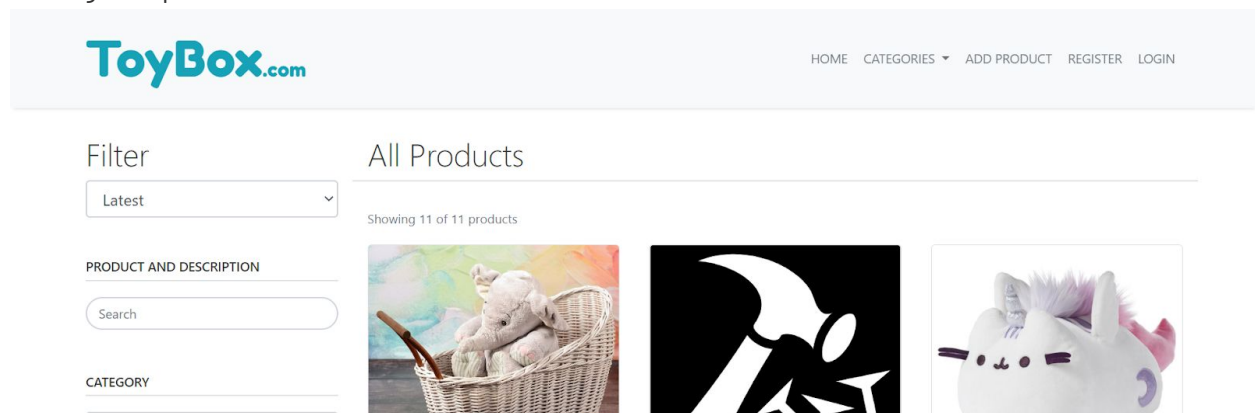 ToyBox.com
HOME CATEGORIES ADD PRODUCT REGISTER LOGIN
Filter
All Products
Latest
Showing 11 of 11 products
PRODUCT AND DESCRIPTION
Search
CATEGORY